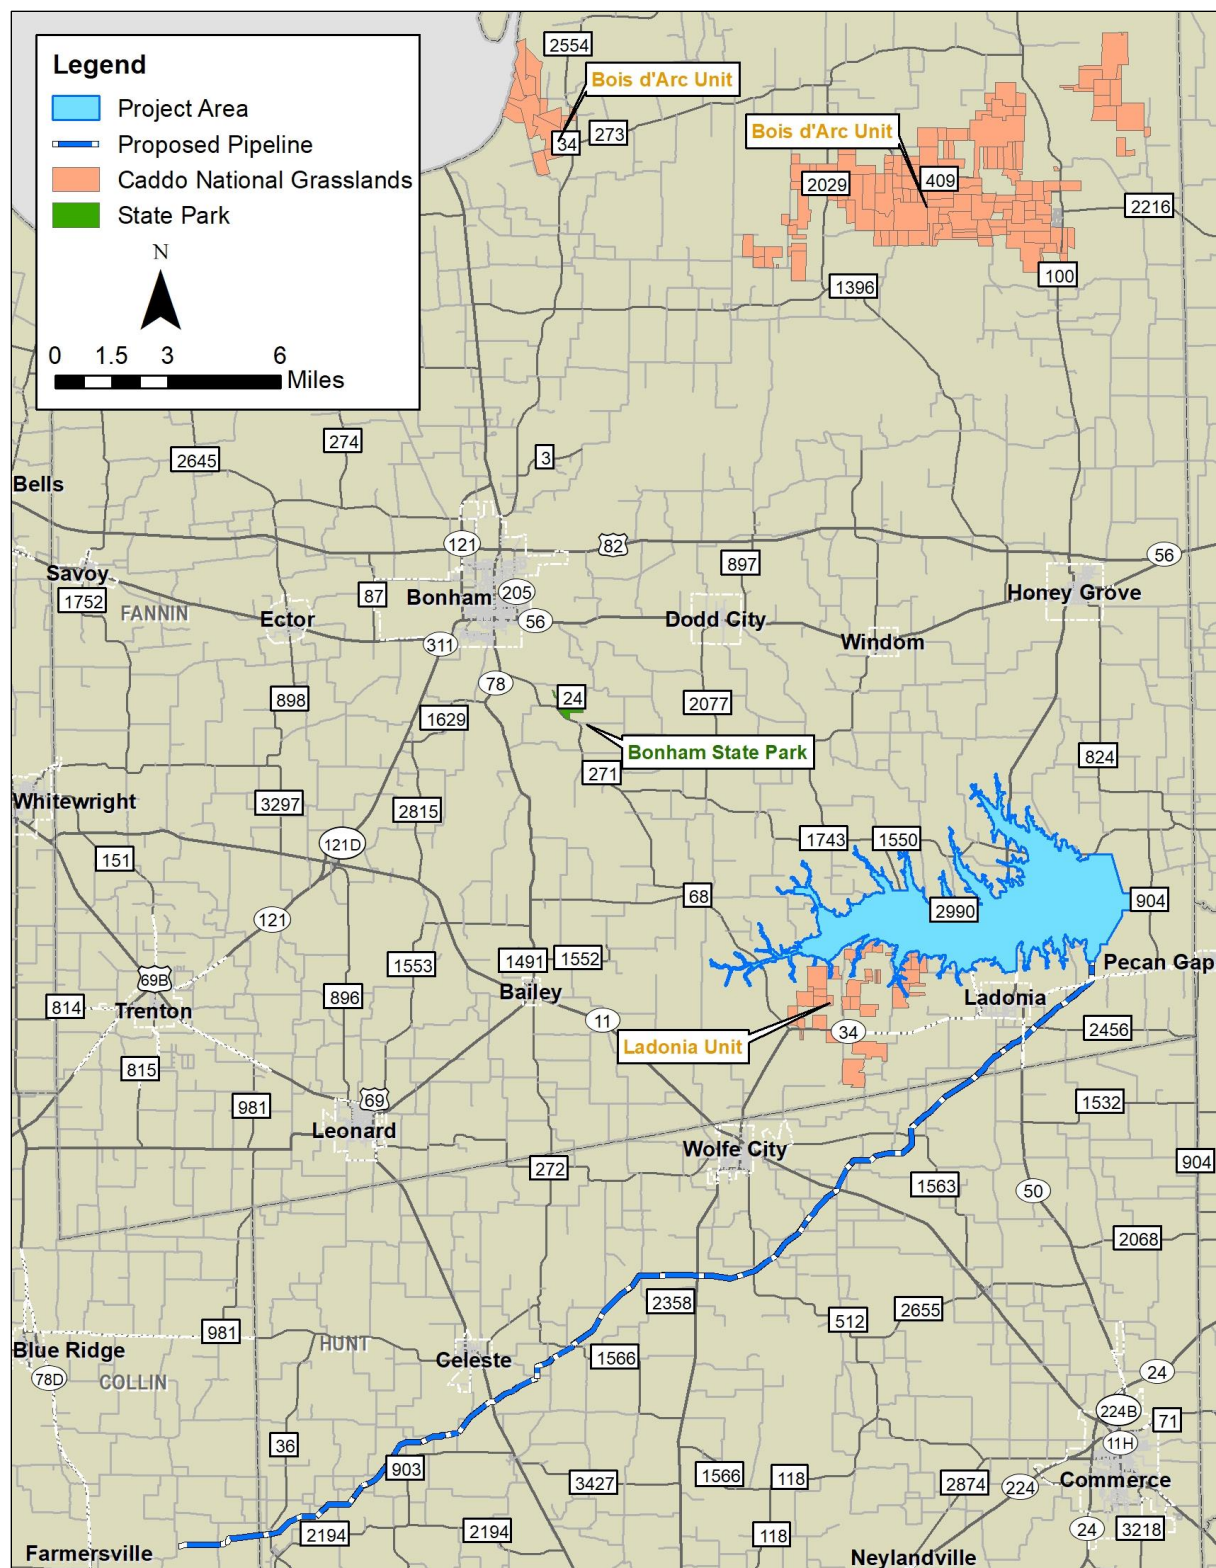 Legend
Project Area
Proposed Pipeline
Caddo National Grasslands
State Park
N
0 1.5 3 6
Miles
2554
Bois d'Arc Unit
34
273
Bois d'Arc Unit
2029
409
2216
100
1396
274
2645
3
Bells
121
82
56
897
Savoy
1752
FANNIN
87
Bonham
205
56
Ector
311
Dodd City
Windom
Honey Grove
78
24
898
1629
2077
Bonham State Park
271
824
Whitewright
3297
2815
121D
151
1743
1550
68
2990
904
121
69B
1553
1491
1552
Pecan Gap
814
Trenton
896
Bailey
11
Ladonia
34
2456
Ladonia Unit
815
981
69
Leonard
1532
Wolfe City
272
1563
904
50
2068
2358
2655
512
981
HUNT
Blue Ridge
78D
COLLIN
Celeste
1566
24
224B
71
11H
36
903
3427
1566
118
2874
224
Commerce
2194
2194
118
24
3218
Farmersville
Neylandville